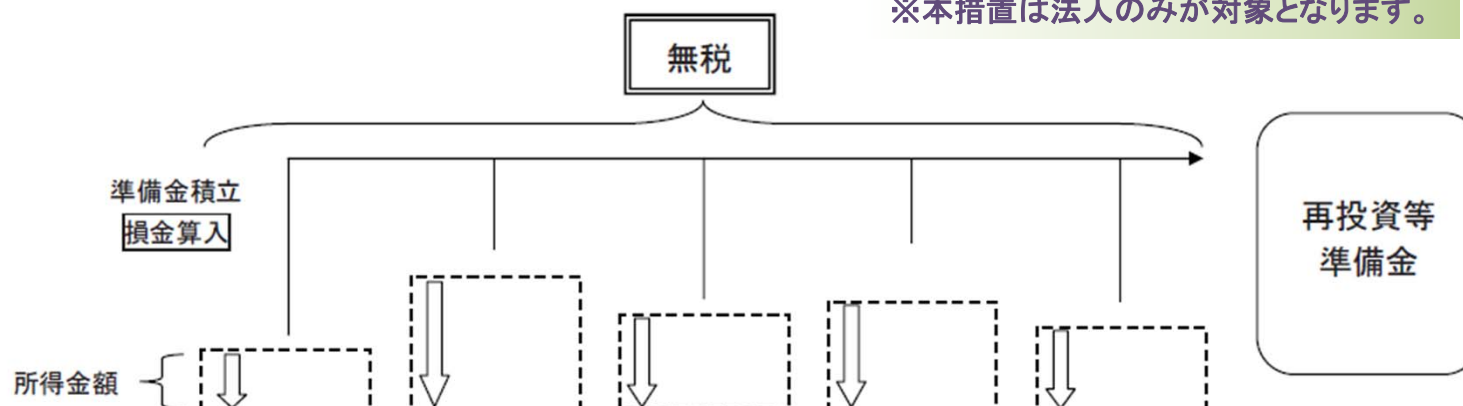 ※本措置は法人のみが対象となります。
無税
準備金積立
損金算入
再投資等
準備金
所得金額